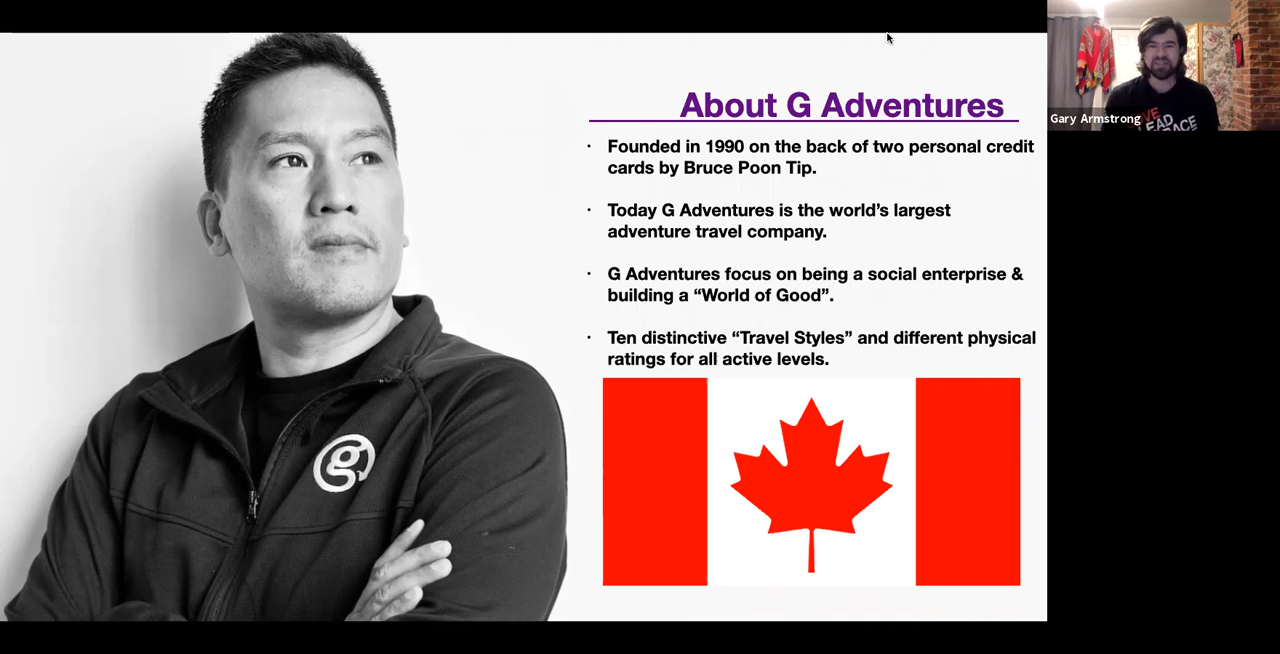 About G Adventures
· Founded in 1990 on the back of two personal credit
cards by Bruce Poon Tip.
· Today G Adventures is the world’s largest
adventure travel company.
· G Adventures focus on being a social enterprise &
building a “World of Good”.
· Ten distinctive “Travel Styles” and different physical
ratings for all active levels.
g
Gary Armstrong
LEAD